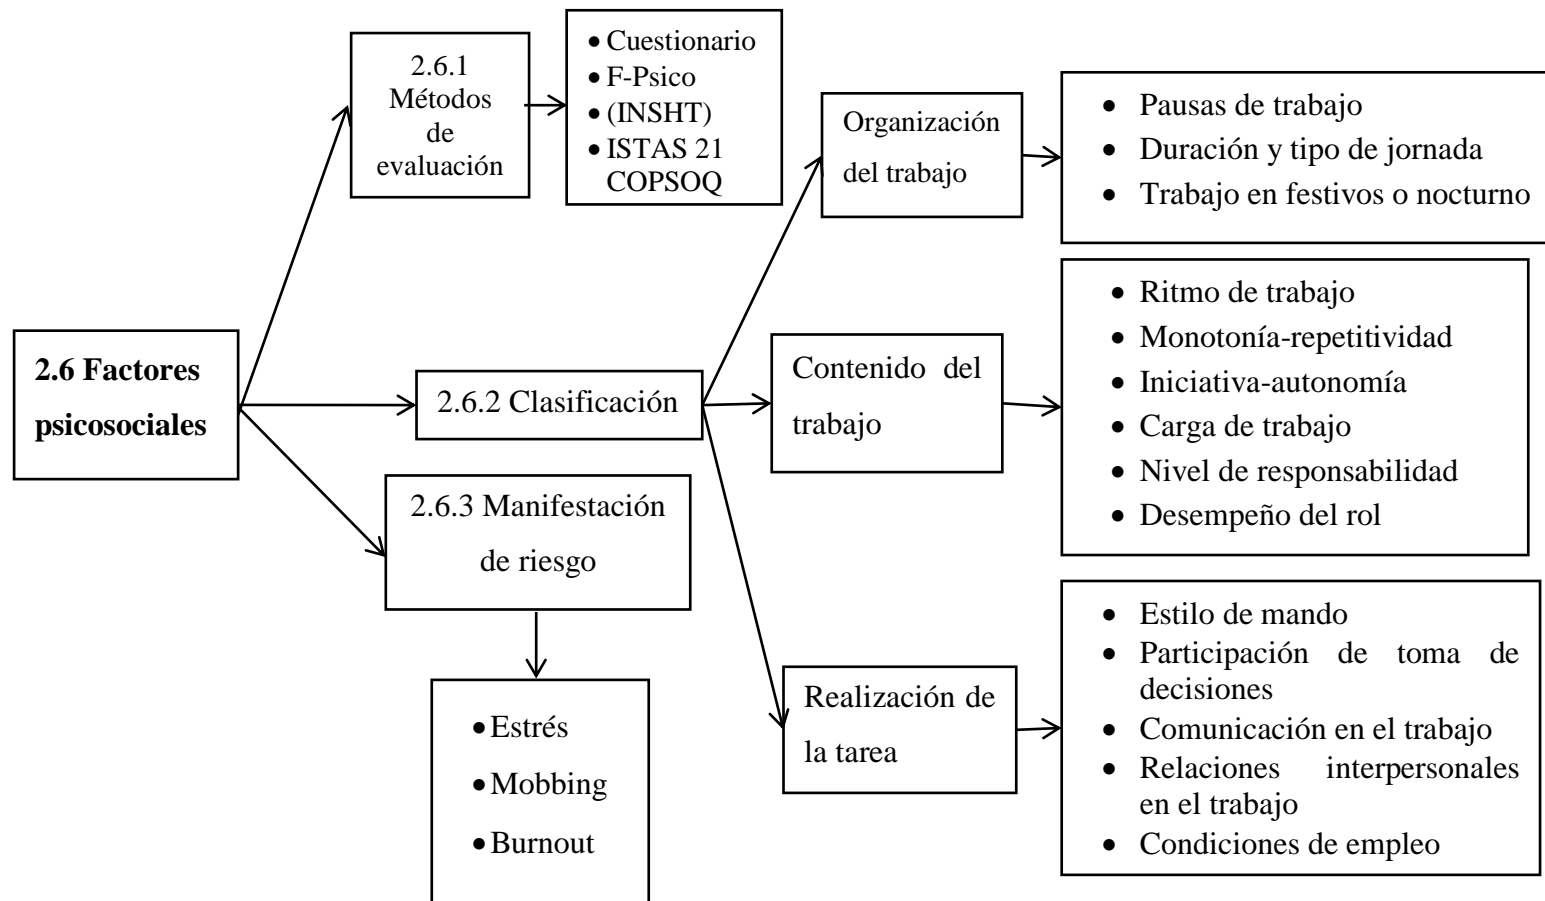 2.6 Factores
psicosociales
2.6.1
Métodos
de
evaluación
• Cuestionario
• F-Psico
• (INSHT)
• ISTAS 21
COPSOQ
2.6.2 Clasificación
Organización
del trabajo
• Pausas de trabajo
• Duración y tipo de jornada
• Trabajo en festivos o nocturno
Contenido del
trabajo
• Ritmo de trabajo
• Monotonía-repetitividad
• Iniciativa-autonomía
• Carga de trabajo
• Nivel de responsabilidad
• Desempeño del rol
Realización de
la tarea
• Estilo de mando
• Participación de toma de
decisiones
• Comunicación en el trabajo
• Relaciones interpersonales
en el trabajo
• Condiciones de empleo
2.6.3 Manifestación
de riesgo
• Estrés
• Mobbing
• Burnout